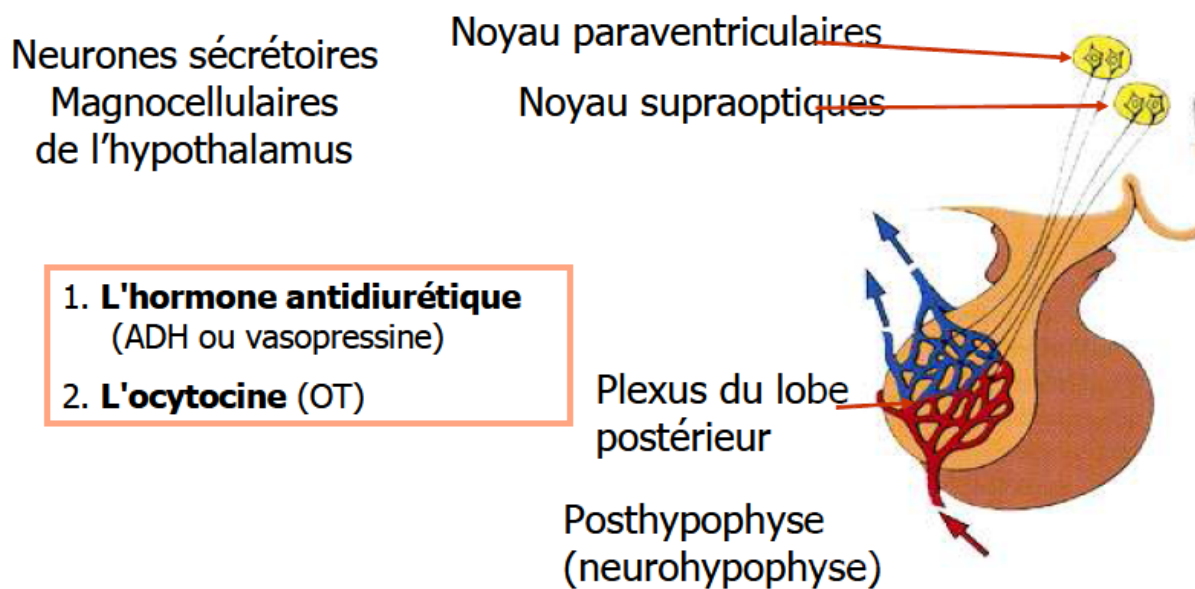 Neurones sécrétoires
Magnocellulaires
de l'hypothalamus
Noyau paraventriculaires
Noyau supraoptiques
1. L'hormone antidiurétique
(ADH ou vasopressine)
2. L'ocytocine (OT)
Plexus du lobe
postérieur
Posthypophyse
(neurohypophyse)